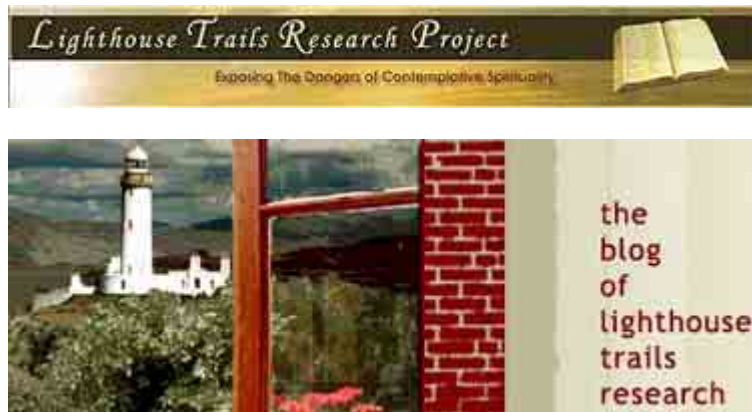 Lighthouse Trails Research Project
Exposing The Dangers of Contemplative Spirituality
the
blog
of
lighthouse
trails
research